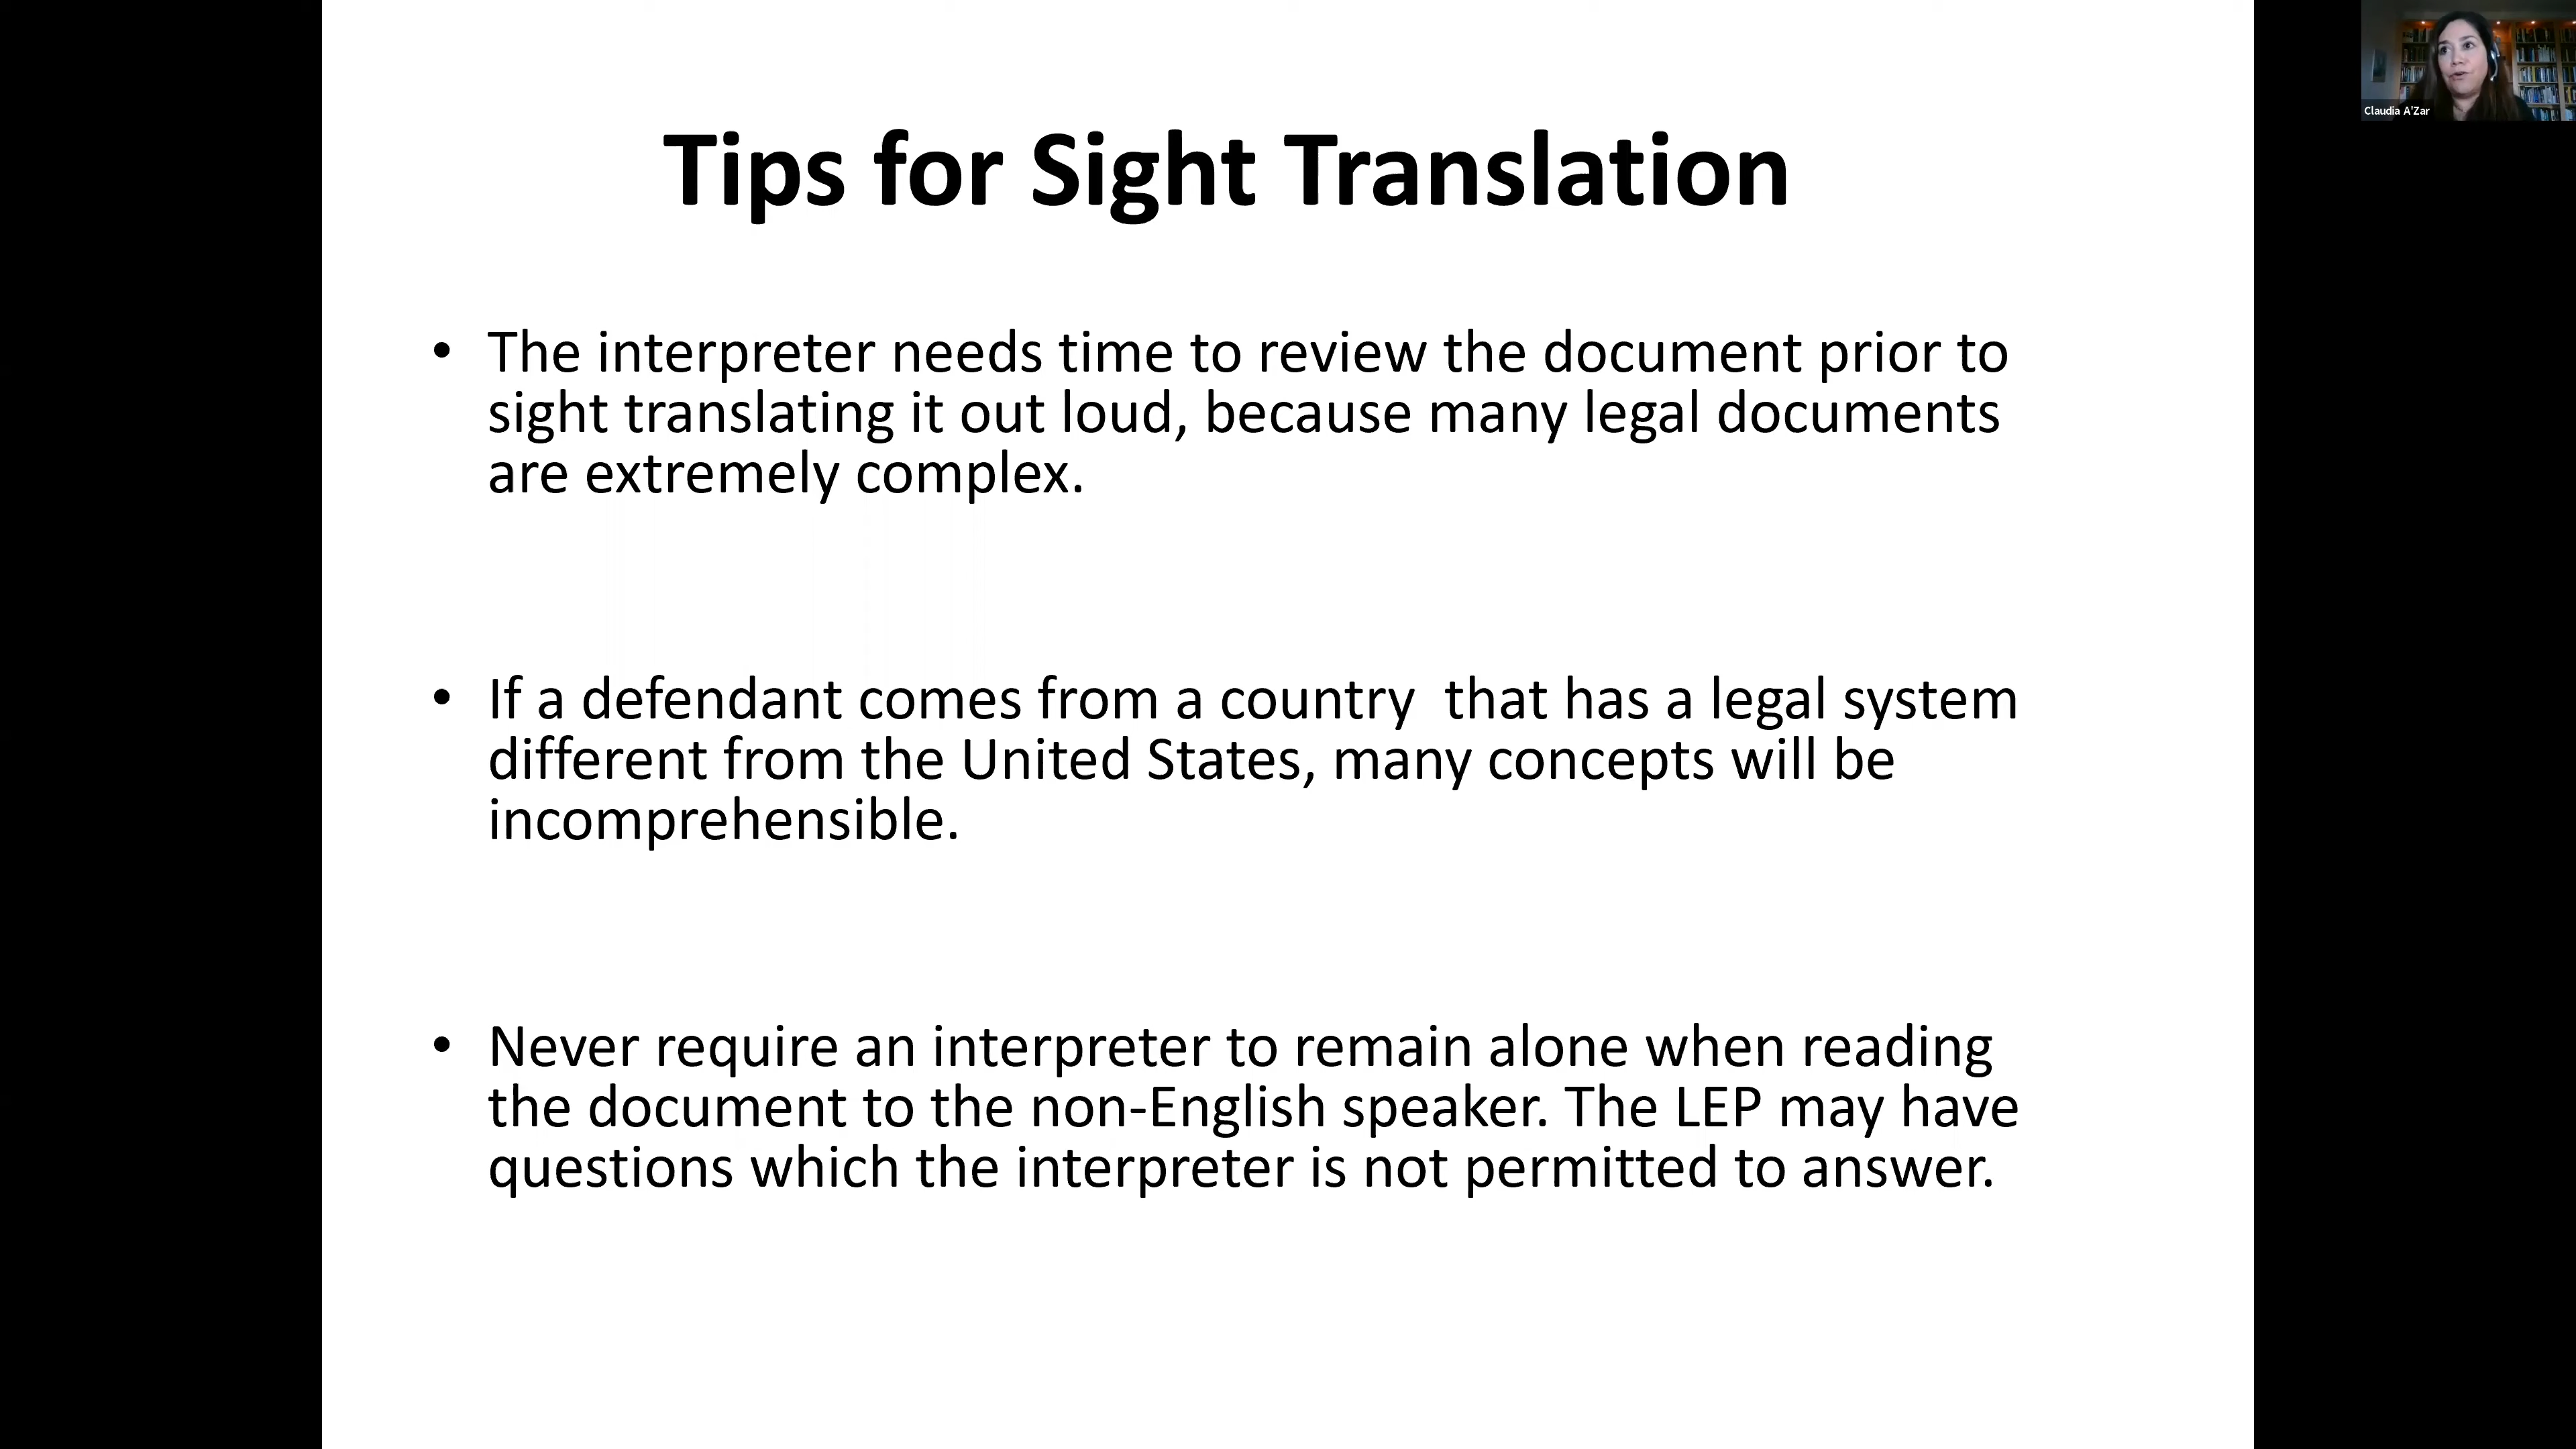 Tips for Sight Translation
• The interpreter needs time to review the document prior to
sight translating it out loud, because many legal documents
are extremely complex.
• If a defendant comes from a country  that has a legal system
different from the United States, many concepts will be
incomprehensible.
• Never require an interpreter to remain alone when reading
the document to the non-English speaker. The LEP may have
questions which the interpreter is not permitted to answer.
Claudia A'Zar